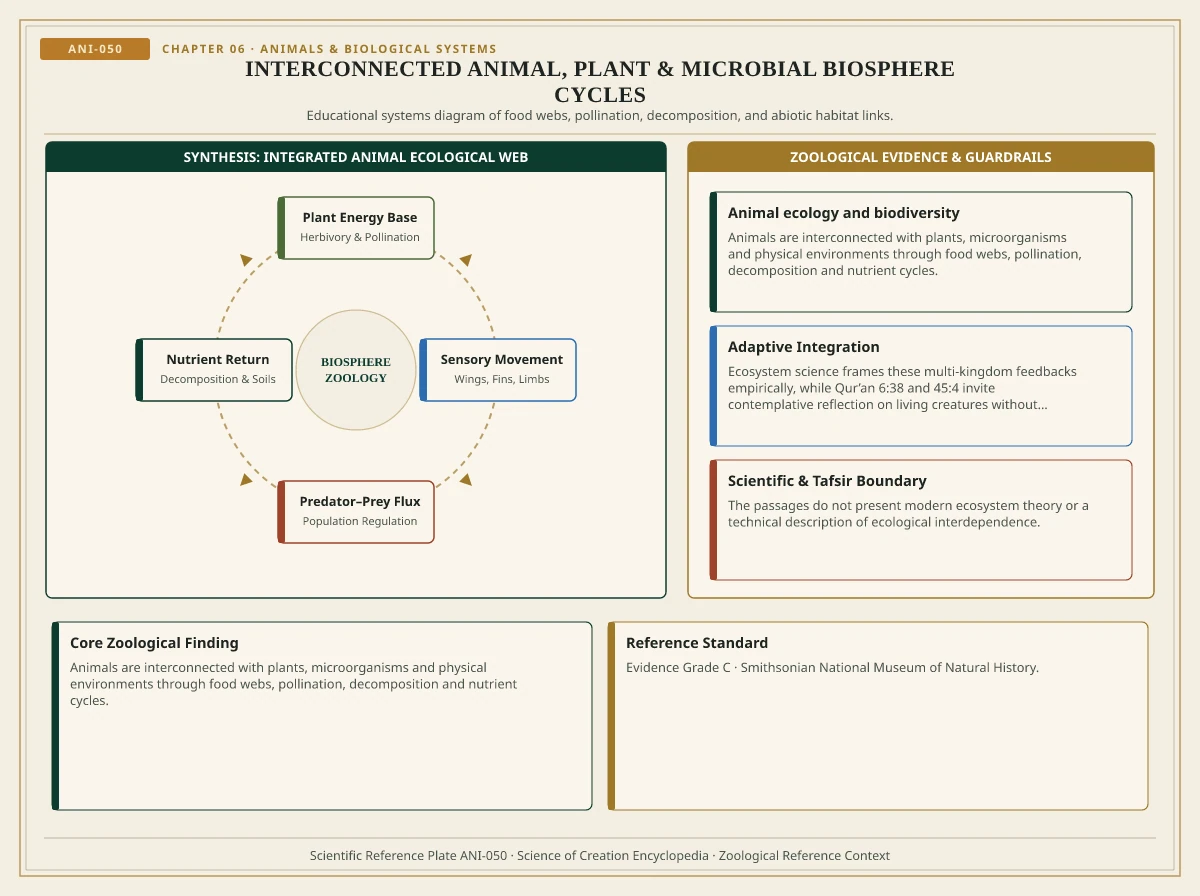 ANI-050
CHAPTER 06 · ANIMALS & BIOLOGICAL SYSTEMS
INTERCONNECTED ANIMAL, PLANT & MICROBIAL BIOSPHERE
CYCLES
Educational systems diagram of food webs, pollination, decomposition, and abiotic habitat links.
SYNTHESIS: INTEGRATED ANIMAL ECOLOGICAL WEB
Plant Energy Base
Herbivory & Pollination
Nutrient Return
Decomposition & Soils
BIOSPHERE
ZOOLOGY
Sensory Movement
Wings, Fins, Limbs
Predator–Prey Flux
Population Regulation
ZOOLOGICAL EVIDENCE & GUARDRAILS
Animal ecology and biodiversity
Animals are interconnected with plants, microorganisms
and physical environments through food webs, pollination,
decomposition and nutrient cycles.
Adaptive Integration
Ecosystem science frames these multi-kingdom feedbacks
empirically, while Qur’an 6:38 and 45:4 invite
contemplative reflection on living creatures without...
Scientific & Tafsir Boundary
The passages do not present modern ecosystem theory or a
technical description of ecological interdependence.
Core Zoological Finding
Animals are interconnected with plants, microorganisms and physical
environments through food webs, pollination, decomposition and nutrient
cycles.
Reference Standard
Evidence Grade C · Smithsonian National Museum of Natural History.
Scientific Reference Plate ANI-050 · Science of Creation Encyclopedia · Zoological Reference Context